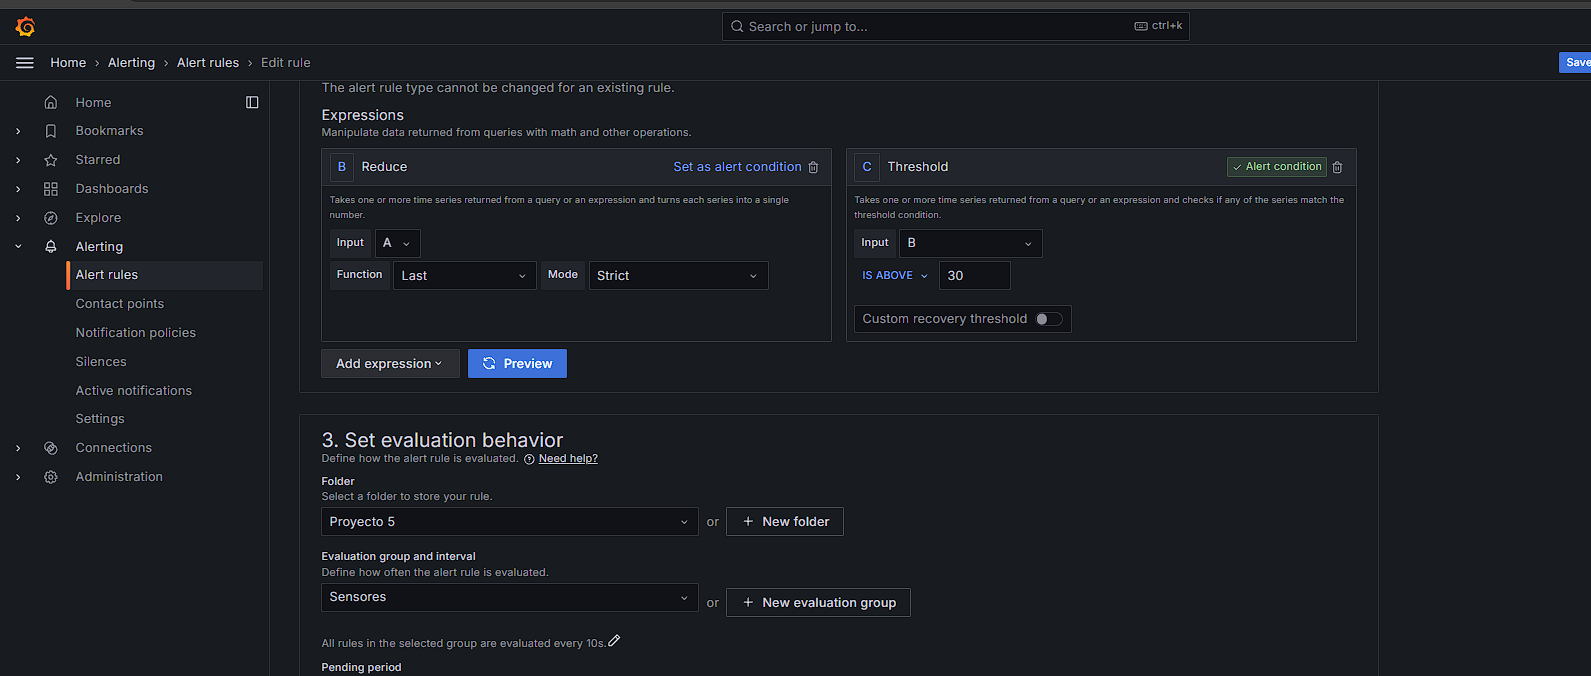 Search or jump to...
ctrl+k
Home › Alerting › Alert rules › Edit rule
Save
Home
Bookmarks
Starred
Dashboards
Explore
Alerting
Alert rules
Contact points
Notification policies
Silences
Active notifications
Settings
Connections
Administration
The alert rule type cannot be changed for an existing rule.
Expressions
Manipulate data returned from queries with math and other operations.
B Reduce Set as alert condition
Takes one or more time series returned from a query or an expression and turns each series into a single
number.
Input A
Function Last Mode Strict
C Threshold Alert condition
Takes one or more time series returned from a query or an expression and checks if any of the series match the
threshold condition.
Input B
IS ABOVE 30
Custom recovery threshold
Add expression Preview
3. Set evaluation behavior
Define how the alert rule is evaluated. Need help?
Folder
Select a folder to store your rule.
Proyecto 5 or + New folder
Evaluation group and interval
Define how often the alert rule is evaluated.
Sensores or + New evaluation group
All rules in the selected group are evaluated every 10s.
Pending period